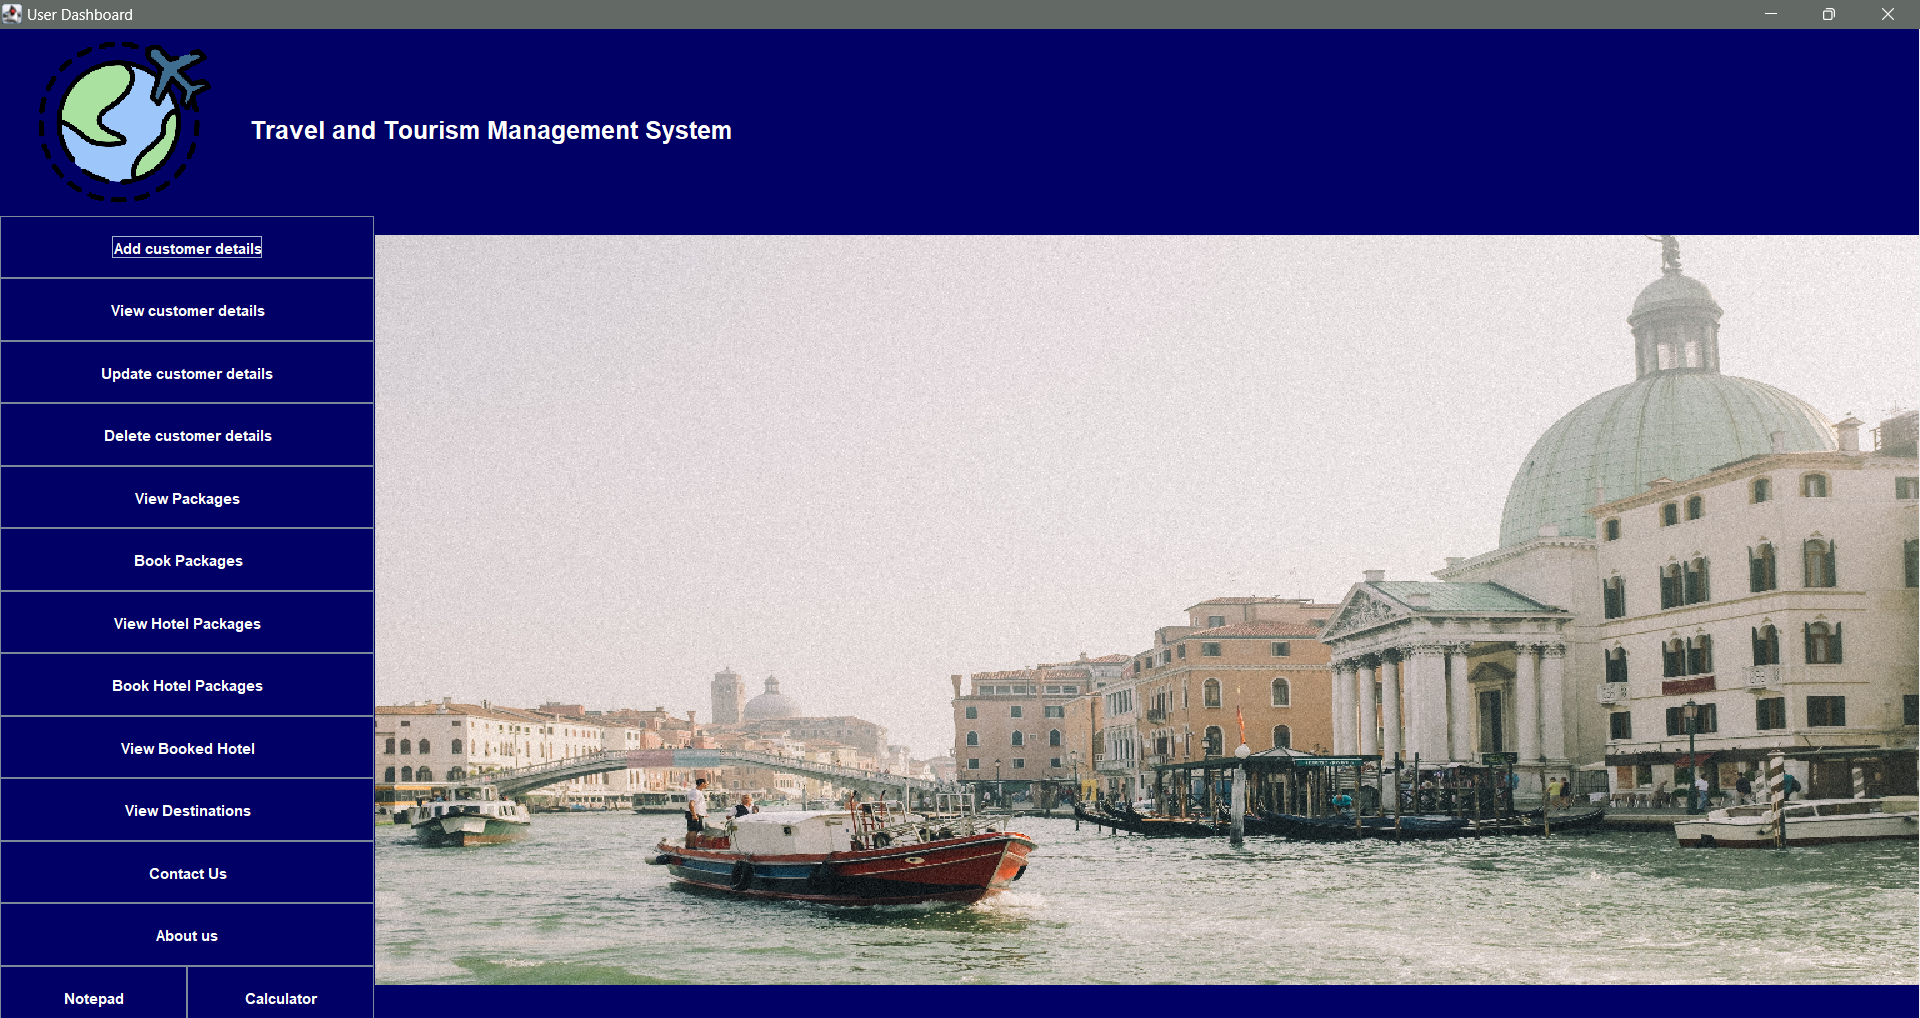 User Dashboard
Travel and Tourism Management System
Add customer details
View customer details
Update customer details
Delete customer details
View Packages
Book Packages
View Hotel Packages
Book Hotel Packages
View Booked Hotel
View Destinations
Contact Us
About us
Notepad
Calculator